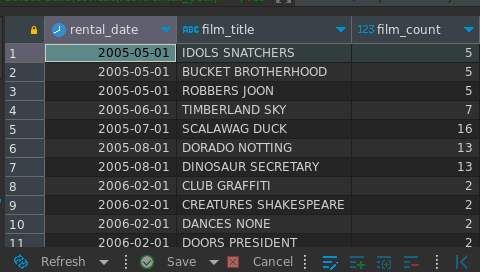 rental_date ABC film_title 123 film_count
1 2005-05-01 IDOLS SNATCHERS 5
2 2005-05-01 BUCKET BROTHERHOOD 5
3 2005-05-01 ROBBERS JOON 5
4 2005-06-01 TIMBERLAND SKY 7
5 2005-07-01 SCALAWAG DUCK 16
6 2005-08-01 DORADO NOTTING 13
7 2005-08-01 DINOSAUR SECRETARY 13
8 2006-02-01 CLUB GRAFFITI 2
9 2006-02-01 CREATURES SHAKESPEARE 2
10 2006-02-01 DANCES NONE 2
11 2006-02-01 DOORS PRESIDENT 2
Refresh Save Cancel